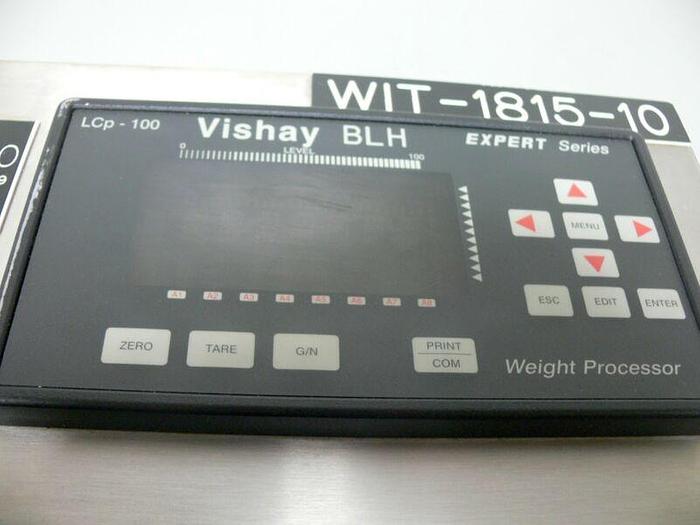 WIT-1815-10
LCp - 100 Vishay BLH EXPERT Series
0 LEVEL 100
MENU
A1 A2 A3 A4 A5 A6 A7 A8
ESC EDIT ENTER
ZERO TARE G/N PRINT
COM
Weight Processor